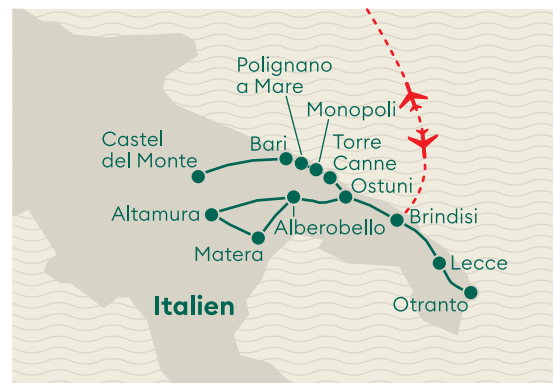 Polignano
a Mare
Monopoli
Castel
del Monte
Bari
Torre
Canne
Ostuni
Altamura
Alberobello
Brindisi
Matera
Lecce
Italien
Otranto